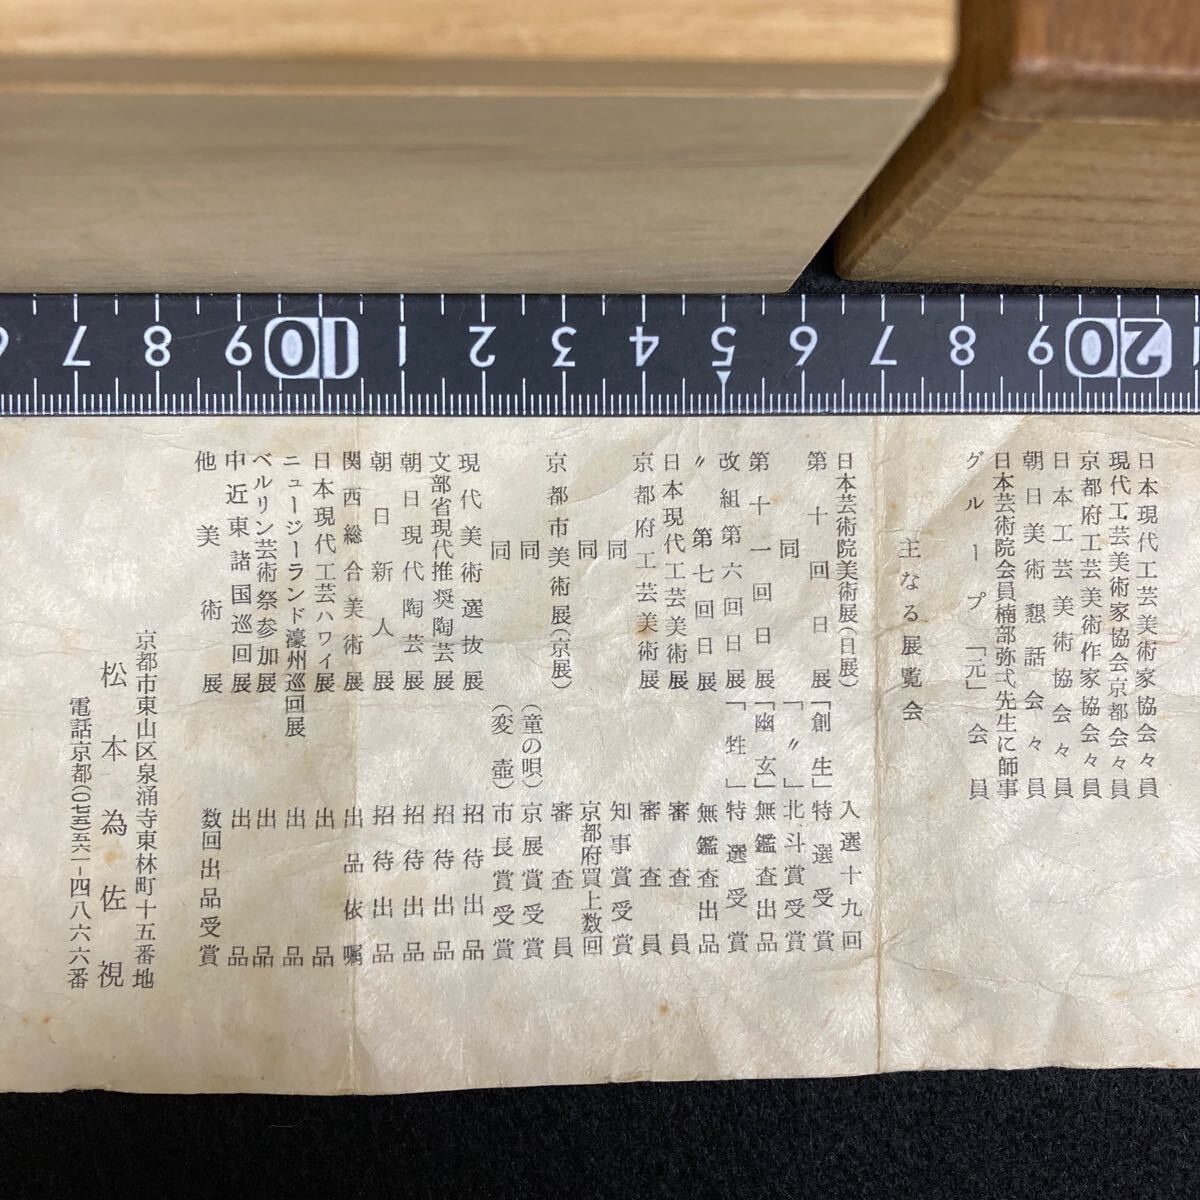 日本現代工芸美術家協会々員
現代工芸美術家協会京都会々員
京都府工芸美術作家協会々員
日本工芸美術協会々員
朝日美術懇話会々員
日本芸術院会員楠部弥弌先生に師事
グループ「元」会員
主なる展覧会
日本芸術院美術展(日展) 入選十九回
第十回日展「創生」特選受賞
同 「〃」北斗賞受賞
第十一回日展「幽玄」無鑑査出品
改組第六回日展「甡」特選受賞
〃第七回日展 無鑑査出品
日本現代工芸美術展 審査員
京都府工芸美術展 審査員
同 知事賞受賞
同 京都府買上数回
京都市美術展(京展) 審査員
同 (童の唄) 京展賞受賞
同 (変壺) 市長賞受賞
現代美術選抜展 招待出品
文部省現代推奨陶芸展 招待出品
朝日現代陶芸展 招待出品
朝日新人展 招待出品
関西総合美術展 出品依嘱
日本現代工芸ハワイ展 出品
ニュージーランド濠州巡回展 出品
ベルリン芸術祭参加展 出品
中近東諸国巡回展 出品
他美術展 数回出品受賞
京都市東山区泉涌寺東林町十五番地
松本為佐視
電話京都(〇七五)五六一-四八六六番
6 7 8 9 10 1 2 3 4 5 6 7 8 9 20 1